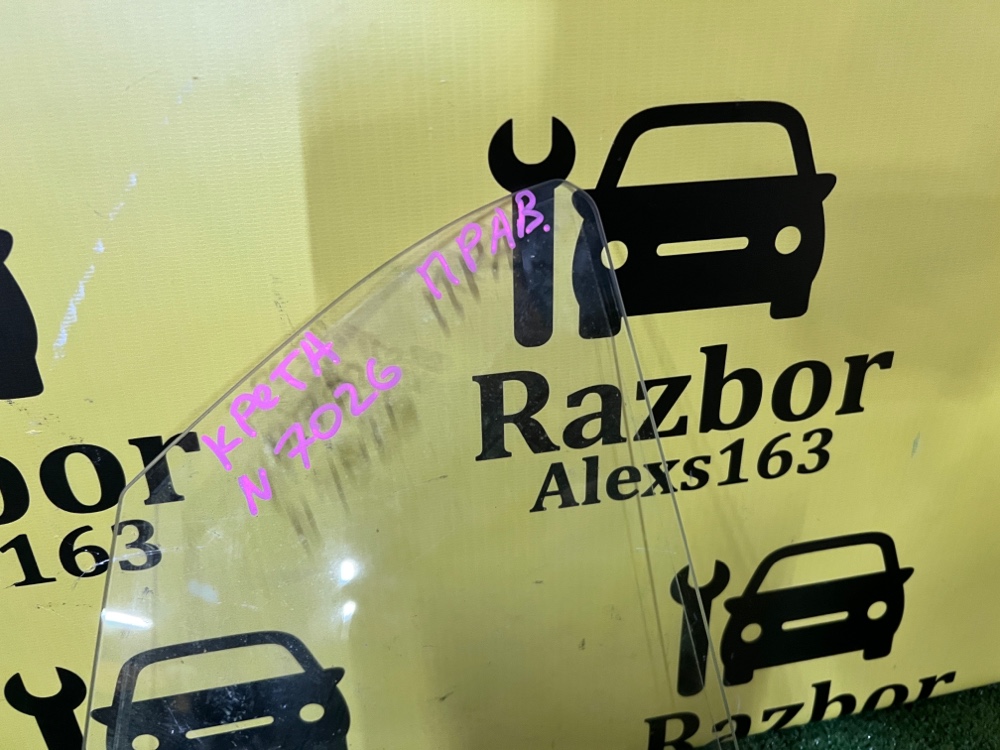 ПРАВ.
КРЕТА
N 7026
Razbor
Alexs163
bor
163
Razbor